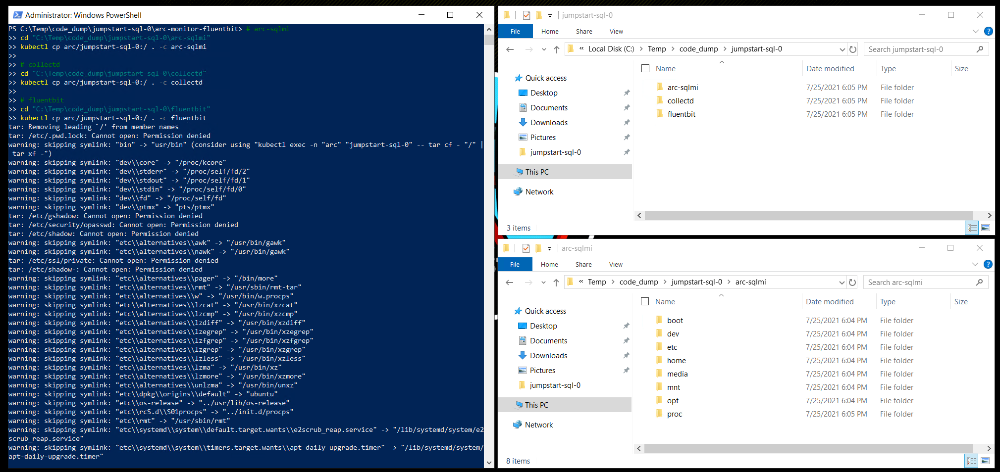 Administrator: Windows PowerShell
PS C:\Temp\code_dump\jumpstart-sql-0\arc-monitor-fluentbit> # arc-sqlmi
>> cd "C:\Temp\code_dump\jumpstart-sql-0\arc-sqlmi"
>> kubectl cp arc/jumpstart-sql-0:/ . -c arc-sqlmi
>>
>> # collectd
>> cd "C:\Temp\code_dump\jumpstart-sql-0\collectd"
>> kubectl cp arc/jumpstart-sql-0:/ . -c collectd
>>
>> # fluentbit
>> cd "C:\Temp\code_dump\jumpstart-sql-0\fluentbit"
>> kubectl cp arc/jumpstart-sql-0:/ . -c fluentbit
tar: Removing leading `/' from member names
tar: /etc/.pwd.lock: Cannot open: Permission denied
warning: skipping symlink: "bin" -> "usr/bin" (consider using "kubectl exec -n "arc" "jumpstart-sql-0" -- tar cf - "/" |
 tar xf -")
warning: skipping symlink: "dev\\core" -> "/proc/kcore"
warning: skipping symlink: "dev\\stderr" -> "/proc/self/fd/2"
warning: skipping symlink: "dev\\stdout" -> "/proc/self/fd/1"
warning: skipping symlink: "dev\\stdin" -> "/proc/self/fd/0"
warning: skipping symlink: "dev\\fd" -> "/proc/self/fd"
warning: skipping symlink: "dev\\ptmx" -> "pts/ptmx"
tar: /etc/gshadow: Cannot open: Permission denied
tar: /etc/security/opasswd: Cannot open: Permission denied
tar: /etc/shadow: Cannot open: Permission denied
warning: skipping symlink: "etc\\alternatives\\awk" -> "/usr/bin/gawk"
warning: skipping symlink: "etc\\alternatives\\nawk" -> "/usr/bin/gawk"
tar: /etc/ssl/private: Cannot open: Permission denied
tar: /etc/shadow-: Cannot open: Permission denied
warning: skipping symlink: "etc\\alternatives\\pager" -> "/bin/more"
warning: skipping symlink: "etc\\alternatives\\rmt" -> "/usr/sbin/rmt-tar"
warning: skipping symlink: "etc\\alternatives\\w" -> "/usr/bin/w.procps"
warning: skipping symlink: "etc\\alternatives\\lzcat" -> "/usr/bin/xzcat"
warning: skipping symlink: "etc\\alternatives\\lzcmp" -> "/usr/bin/xzcmp"
warning: skipping symlink: "etc\\alternatives\\lzdiff" -> "/usr/bin/xzdiff"
warning: skipping symlink: "etc\\alternatives\\lzegrep" -> "/usr/bin/xzegrep"
warning: skipping symlink: "etc\\alternatives\\lzfgrep" -> "/usr/bin/xzfgrep"
warning: skipping symlink: "etc\\alternatives\\lzgrep" -> "/usr/bin/xzgrep"
warning: skipping symlink: "etc\\alternatives\\lzless" -> "/usr/bin/xzless"
warning: skipping symlink: "etc\\alternatives\\lzma" -> "/usr/bin/xz"
warning: skipping symlink: "etc\\alternatives\\lzmore" -> "/usr/bin/xzmore"
warning: skipping symlink: "etc\\alternatives\\unlzma" -> "/usr/bin/unxz"
warning: skipping symlink: "etc\\dpkg\\origins\\default" -> "ubuntu"
warning: skipping symlink: "etc\\os-release" -> "../usr/lib/os-release"
warning: skipping symlink: "etc\\rcS.d\\S01procps" -> "../init.d/procps"
warning: skipping symlink: "etc\\rmt" -> "/usr/sbin/rmt"
warning: skipping symlink: "etc\\systemd\\system\\default.target.wants\\e2scrub_reap.service" -> "/lib/systemd/system/e2
scrub_reap.service"
warning: skipping symlink: "etc\\systemd\\system\\timers.target.wants\\apt-daily-upgrade.timer" -> "/lib/systemd/system/
apt-daily-upgrade.timer"
jumpstart-sql-0
File Home Share View
« Local Disk (C:) > Temp > code_dump > jumpstart-sql-0
Search jumpstart-sql-0
Quick access
Desktop
Documents
Downloads
Pictures
jumpstart-sql-0
This PC
Network
Name Date modified Type Size
arc-sqlmi 7/25/2021 6:05 PM File folder
collectd 7/25/2021 6:05 PM File folder
fluentbit 7/25/2021 6:05 PM File folder
3 items
arc-sqlmi
File Home Share View
« Temp > code_dump > jumpstart-sql-0 > arc-sqlmi
Search arc-sqlmi
Quick access
Desktop
Documents
Downloads
Pictures
jumpstart-sql-0
This PC
Network
Name Date modified Type Size
boot 7/25/2021 6:04 PM File folder
dev 7/25/2021 6:04 PM File folder
etc 7/25/2021 6:04 PM File folder
home 7/25/2021 6:04 PM File folder
media 7/25/2021 6:04 PM File folder
mnt 7/25/2021 6:04 PM File folder
opt 7/25/2021 6:04 PM File folder
proc 7/25/2021 6:05 PM File folder
8 items